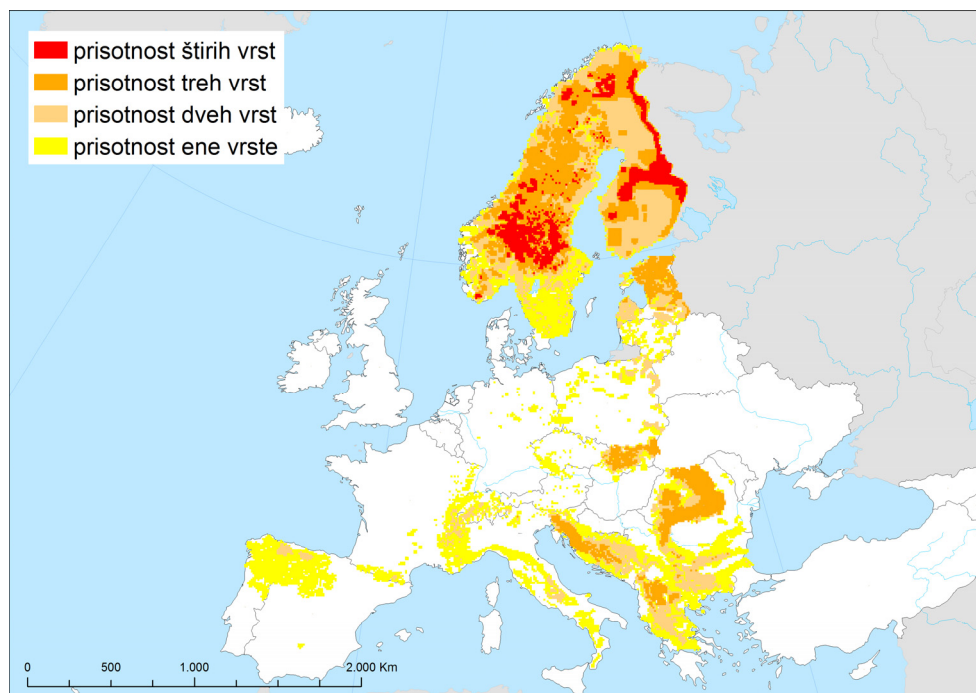 prisotnost štirih vrst
prisotnost treh vrst
prisotnost dveh vrst
prisotnost ene vrste
0 500 1.000 2.000 Km